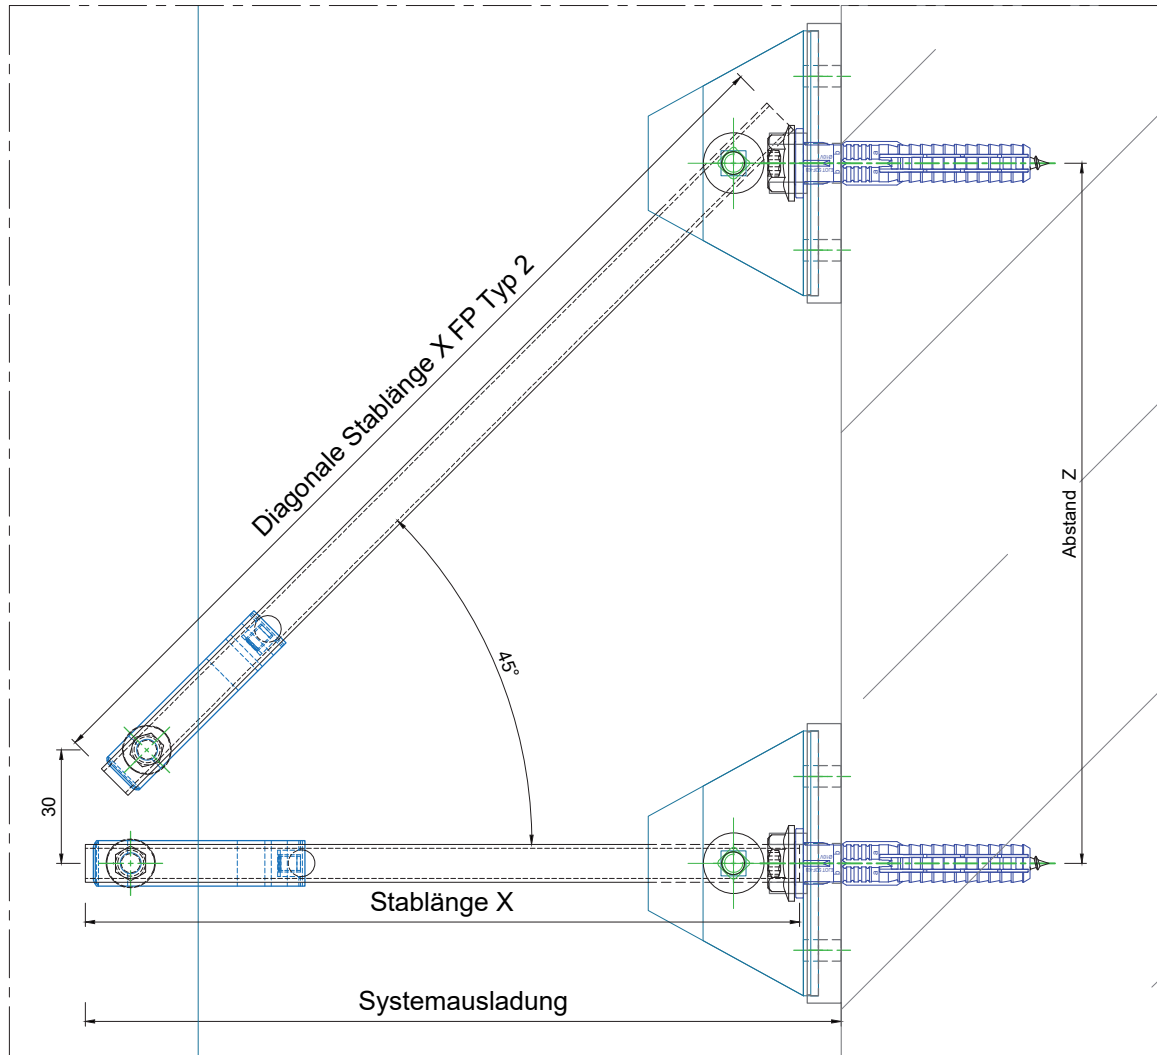 Diagonale Stablänge X FP Typ 2
Abstand Z
45°
30
Stablänge X
Systemausladung